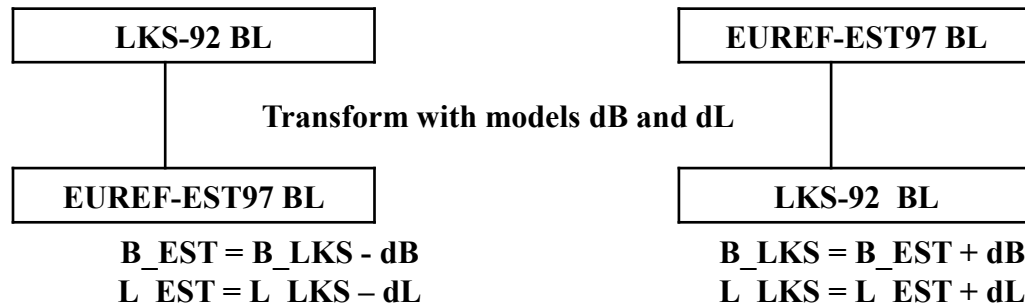 LKS-92 BL
EUREF-EST97 BL
Transform with models dB and dL
EUREF-EST97 BL
LKS-92 BL
B_EST = B_LKS - dB
L_EST = L_LKS – dL
B_LKS = B_EST + dB
L_LKS = L_EST + dL